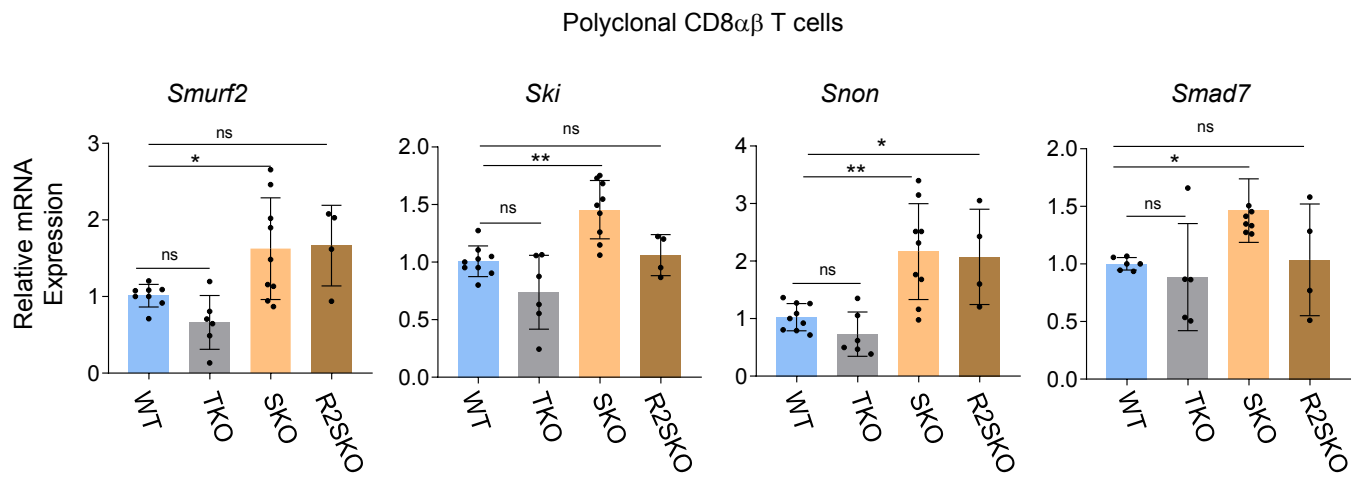 Polyclonal CD8αβ T cells
Smurf2
Ski
Snon
Smad7
Relative mRNA
Expression
3
2
1
0
ns
*
ns
WT
TKO
SKO
R2SKO
2.0
1.5
1.0
0.5
0.0
ns
**
ns
WT
TKO
SKO
R2SKO
4
3
2
1
0
*
**
ns
WT
TKO
SKO
R2SKO
2.0
1.5
1.0
0.5
0.0
ns
*
ns
WT
TKO
SKO
R2SKO